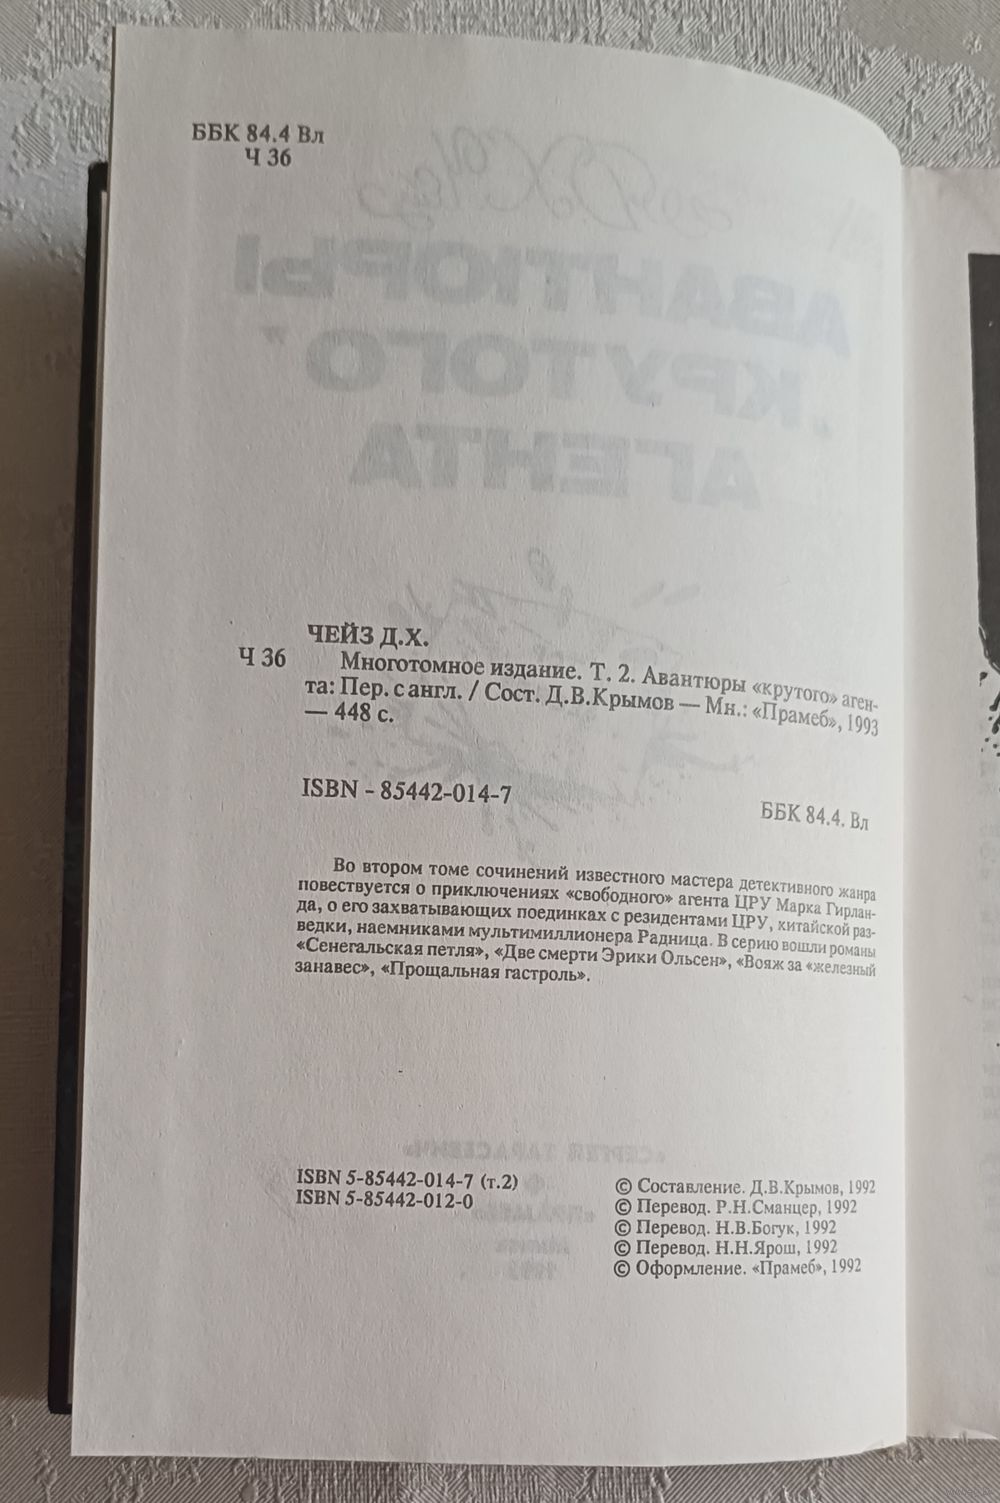 ББК 84.4 Вл
Ч 36
АВАНТЮРЫ
„КРУТОГО”
АГЕНТА
ЧЕЙЗ Д.Х.
Ч 36
Многотомное издание. Т. 2. Авантюры «крутого» аген-
та: Пер. с англ. / Сост. Д.В.Крымов — Мн.: «Прамеб», 1993
— 448 с.
ISBN - 85442-014-7
ББК 84.4. Вл
Во втором томе сочинений известного мастера детективного жанра
повествуется о приключениях «свободного» агента ЦРУ Марка Гирлан-
да, о его захватывающих поединках с резидентами ЦРУ, китайской раз-
ведки, наемниками мультимиллионера Радница. В серию вошли романы
«Сенегальская петля», «Две смерти Эрики Ольсен», «Вояж за «железный
занавес», «Прощальная гастроль».
«СЕРГЕЙ ТАРАСЕВИЧ»
ISBN 5-85442-014-7 (т.2)
ISBN 5-85442-012-0
© Составление. Д.В.Крымов, 1992
© Перевод. Р.Н.Сманцер, 1992
© Перевод. Н.В.Богук, 1992
© Перевод. Н.Н.Ярош, 1992
© Оформление. «Прамеб», 1992